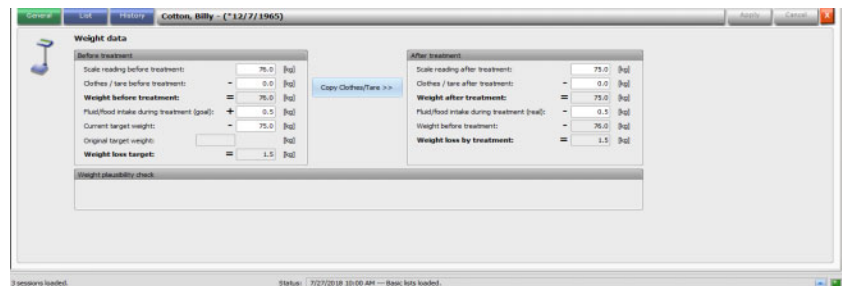 General List History Cotton, Billy - (*12/7/1965) Apply Cancel X
Weight data
Before treatment
Scale reading before treatment: 76.0 [kg]
Clothes / tare before treatment: - 0.0 [kg]
Weight before treatment: = 76.0 [kg]
Fluid/food intake during treatment (goal): + 0.5 [kg]
Current target weight: - 75.0 [kg]
Original target weight: [kg]
Weight loss target: = 1.5 [kg]
Copy Clothes/Tare >>
After treatment
Scale reading after treatment: 75.0 [kg]
Clothes / tare after treatment: - 0.0 [kg]
Weight after treatment: = 75.0 [kg]
Fluid/food intake during treatment (real): - 0.5 [kg]
Weight before treatment: - 76.0 [kg]
Weight loss by treatment: = 1.5 [kg]
Weight plausibility check
3 sessions loaded. Status: 7/27/2018 10:00 AM --- Basic lists loaded.